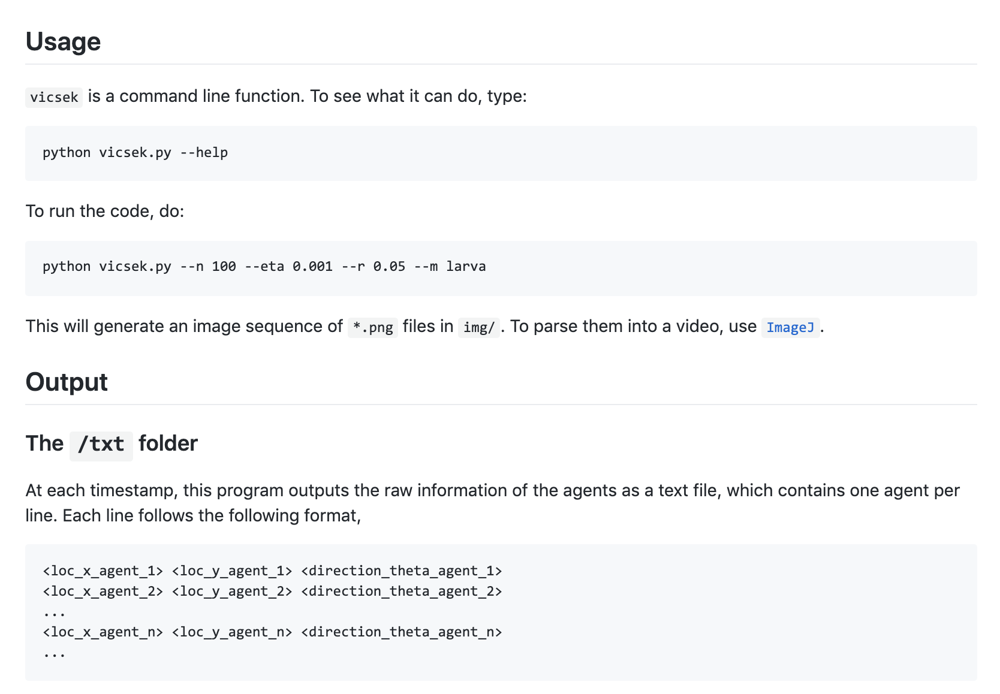 Usage
vicsek is a command line function. To see what it can do, type:
python vicsek.py --help
To run the code, do:
python vicsek.py --n 100 --eta 0.001 --r 0.05 --m larva
This will generate an image sequence of *.png files in img/. To parse them into a video, use ImageJ.
Output
The /txt folder
At each timestamp, this program outputs the raw information of the agents as a text file, which contains one agent per
line. Each line follows the following format,
<loc_x_agent_1> <loc_y_agent_1> <direction_theta_agent_1>
<loc_x_agent_2> <loc_y_agent_2> <direction_theta_agent_2>
...
<loc_x_agent_n> <loc_y_agent_n> <direction_theta_agent_n>
...